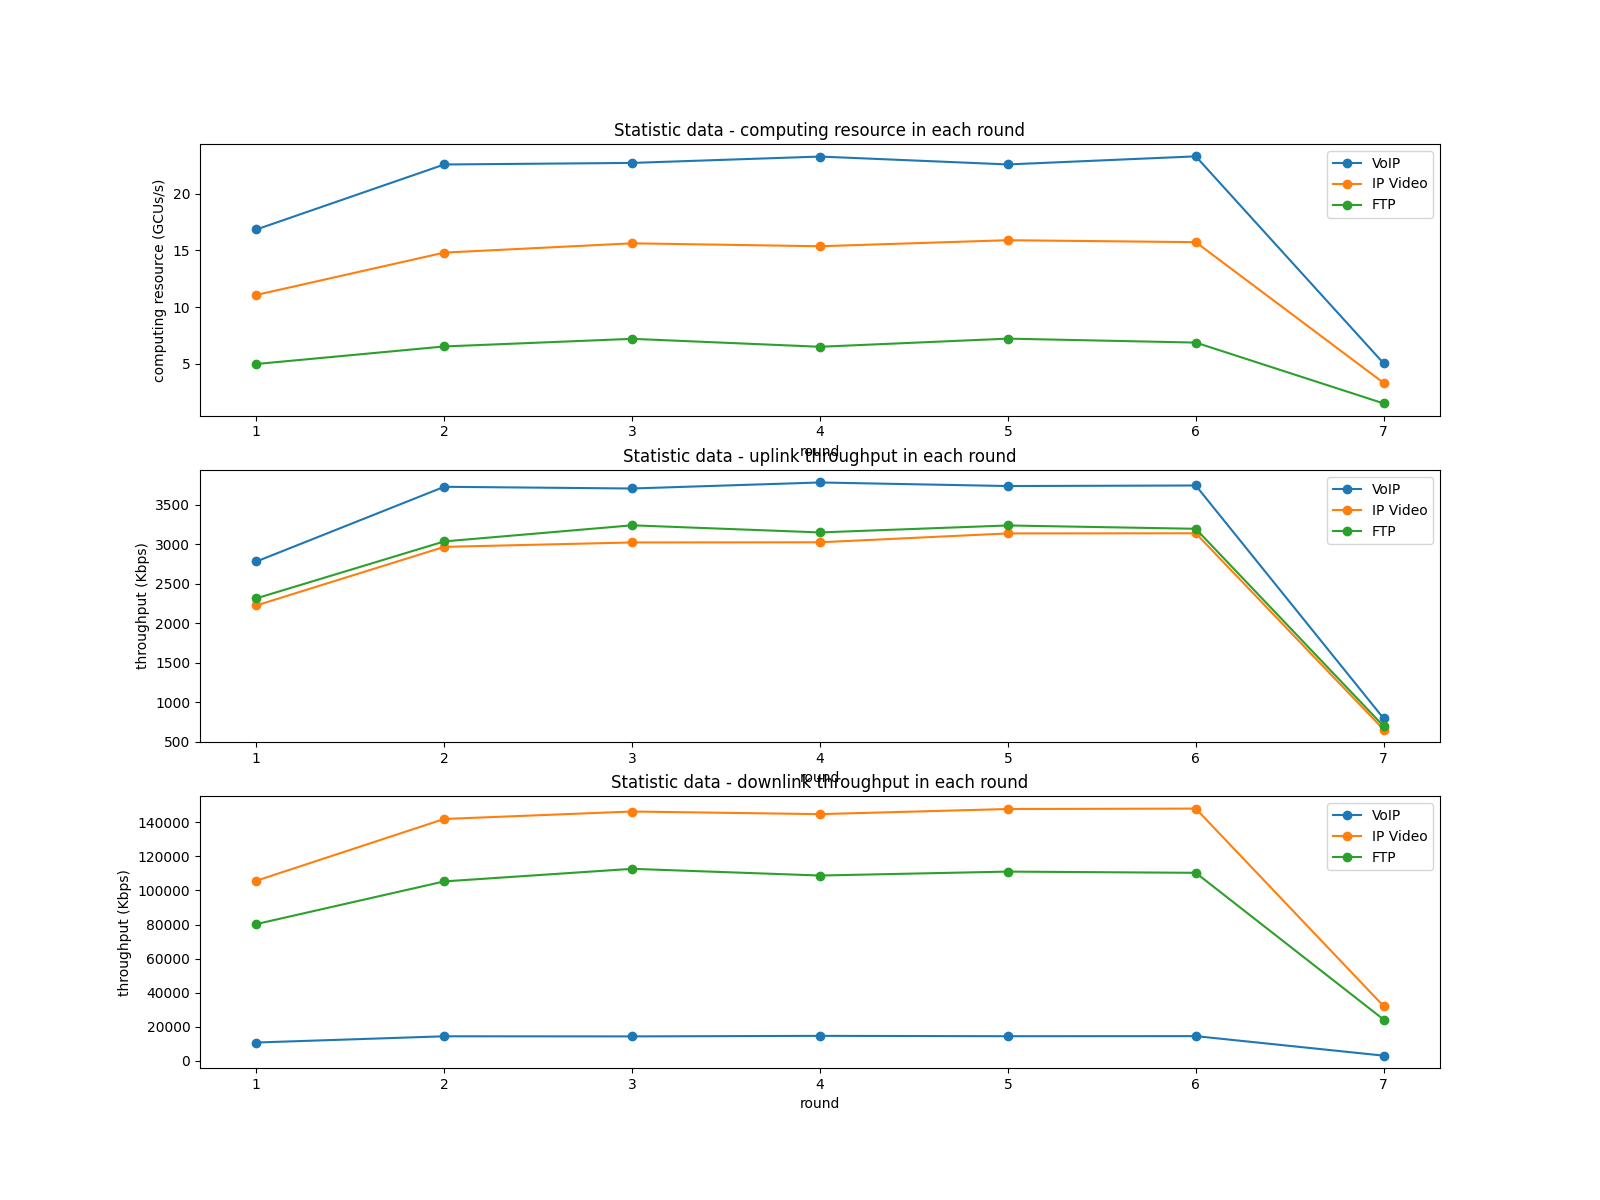 Statistic data - computing resource in each round
computing resource (GCUs/s)
20
15
10
5
VoIP
IP Video
FTP
1 2 3 4 5 6 7
round
Statistic data - uplink throughput in each round
throughput (Kbps)
3500
3000
2500
2000
1500
1000
500
VoIP
IP Video
FTP
1 2 3 4 5 6 7
round
Statistic data - downlink throughput in each round
throughput (Kbps)
140000
120000
100000
80000
60000
40000
20000
0
VoIP
IP Video
FTP
1 2 3 4 5 6 7
round